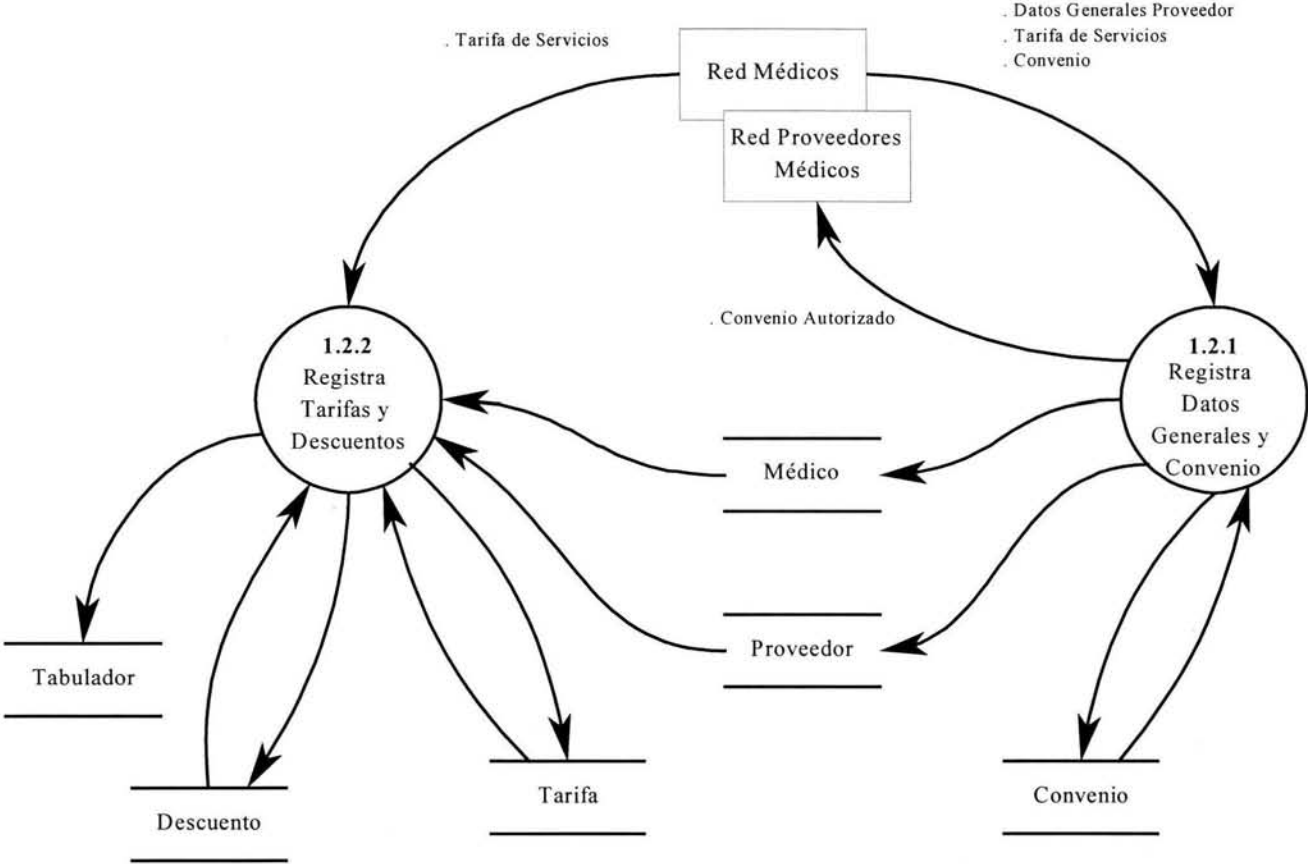 . Datos Generales Proveedor
. Tarifa de Servicios
. Convenio
. Tarifa de Servicios
Red Médicos
Red Proveedores
Médicos
. Convenio Autorizado
1.2.2
Registra
Tarifas y
Descuentos
1.2.1
Registra
Datos
Generales y
Convenio
Médico
Proveedor
Tabulador
Descuento
Tarifa
Convenio